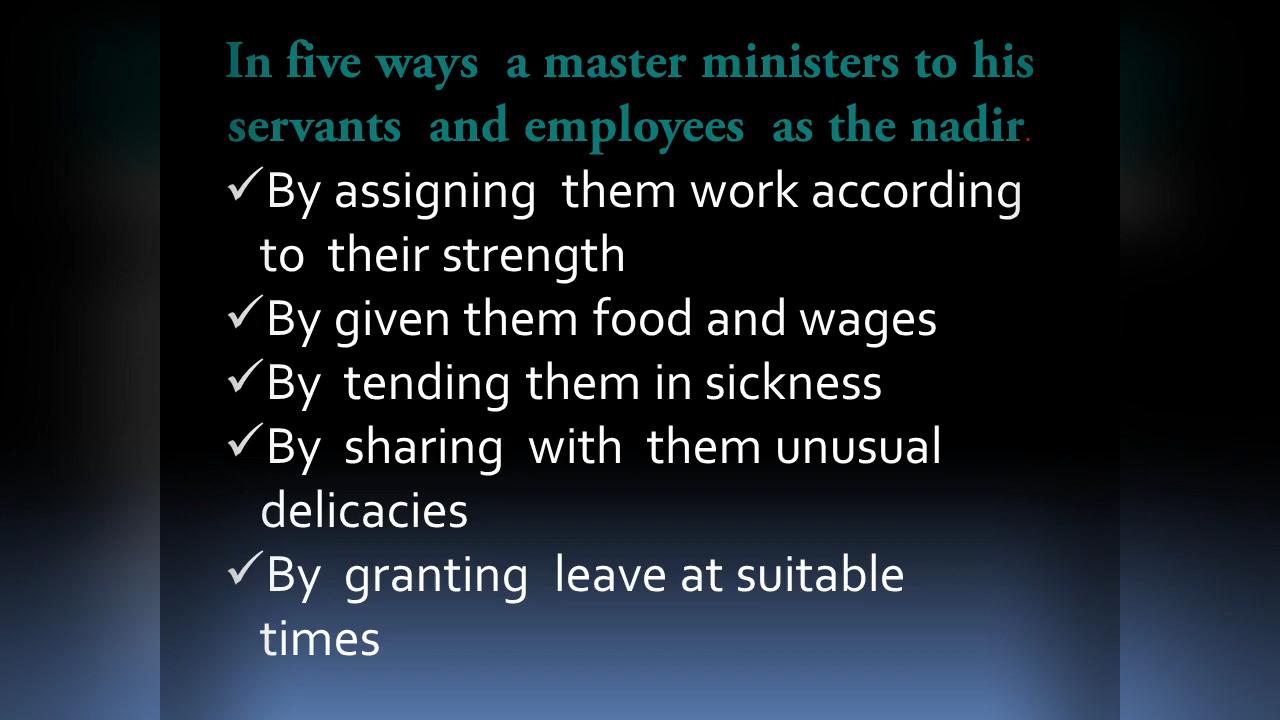 In five ways a master ministers to his
servants and employees as the nadir.
✓By assigning them work according
to their strength
✓By given them food and wages
✓By tending them in sickness
✓By sharing with them unusual
delicacies
✓By granting leave at suitable
times